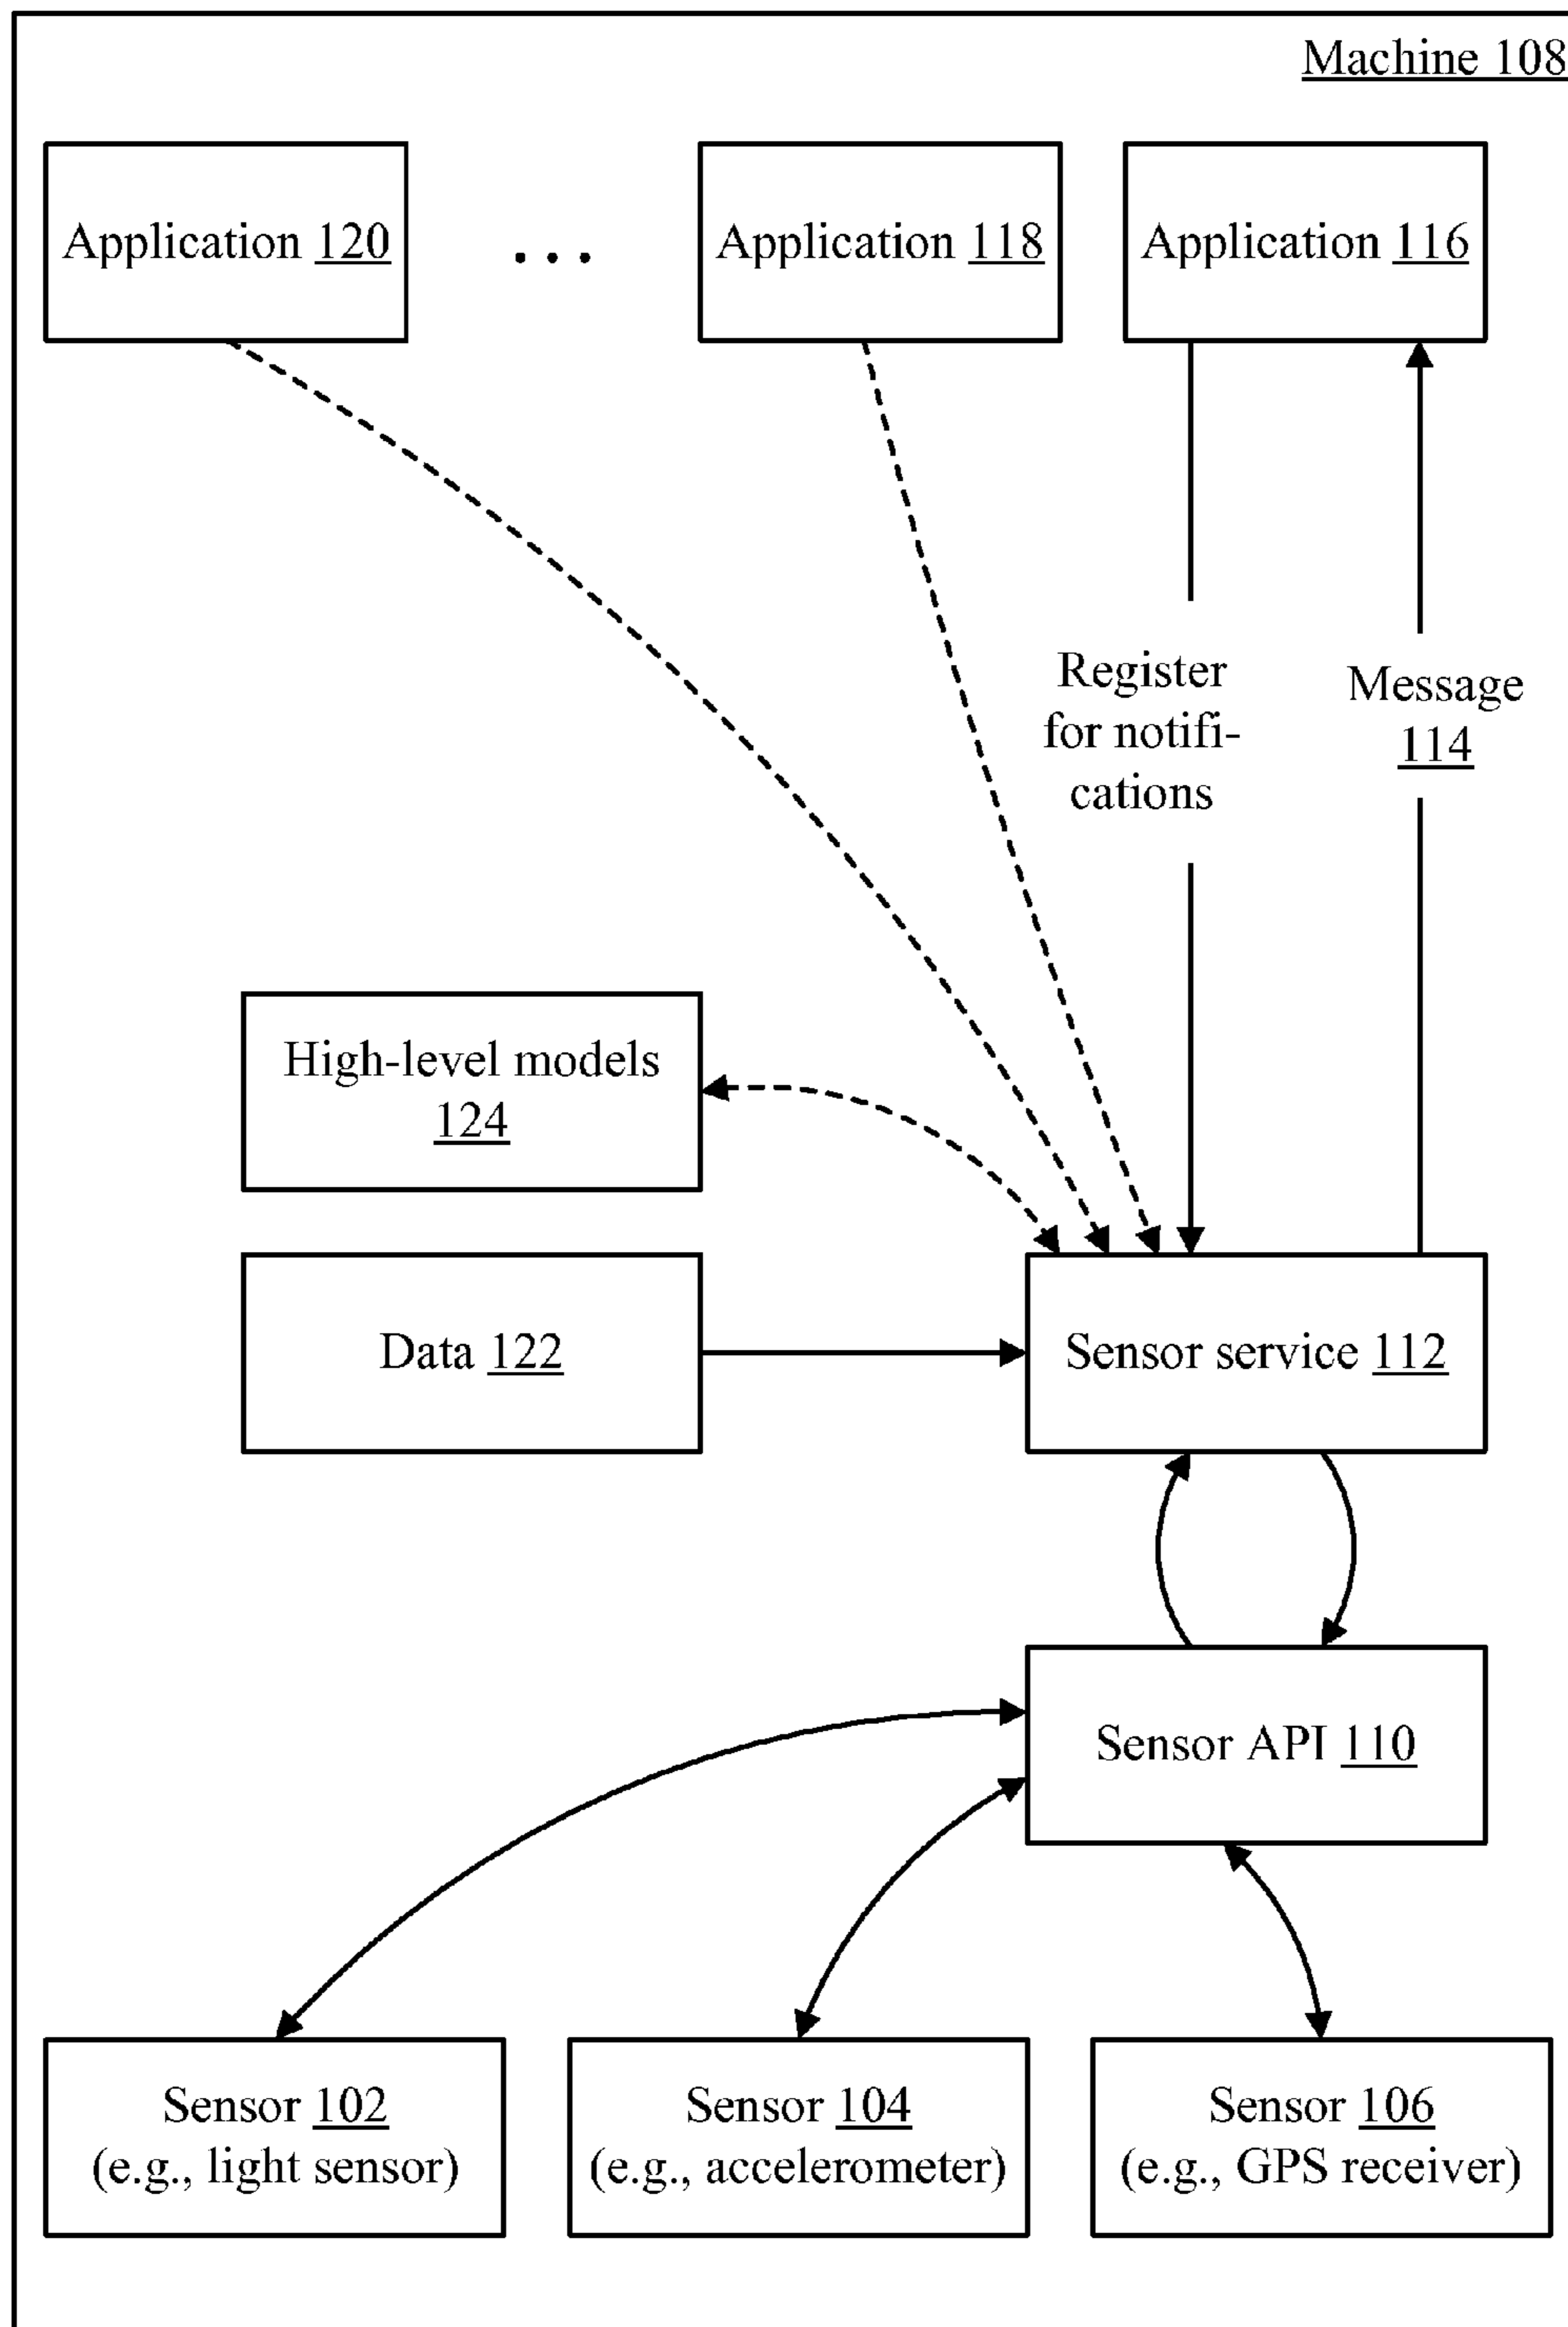 Machine 108
Application 120
. . .
Application 118
Application 116
Register
for notifi-
cations
Message
114
High-level models
124
Data 122
Sensor service 112
Sensor API 110
Sensor 102
(e.g., light sensor)
Sensor 104
(e.g., accelerometer)
Sensor 106
(e.g., GPS receiver)